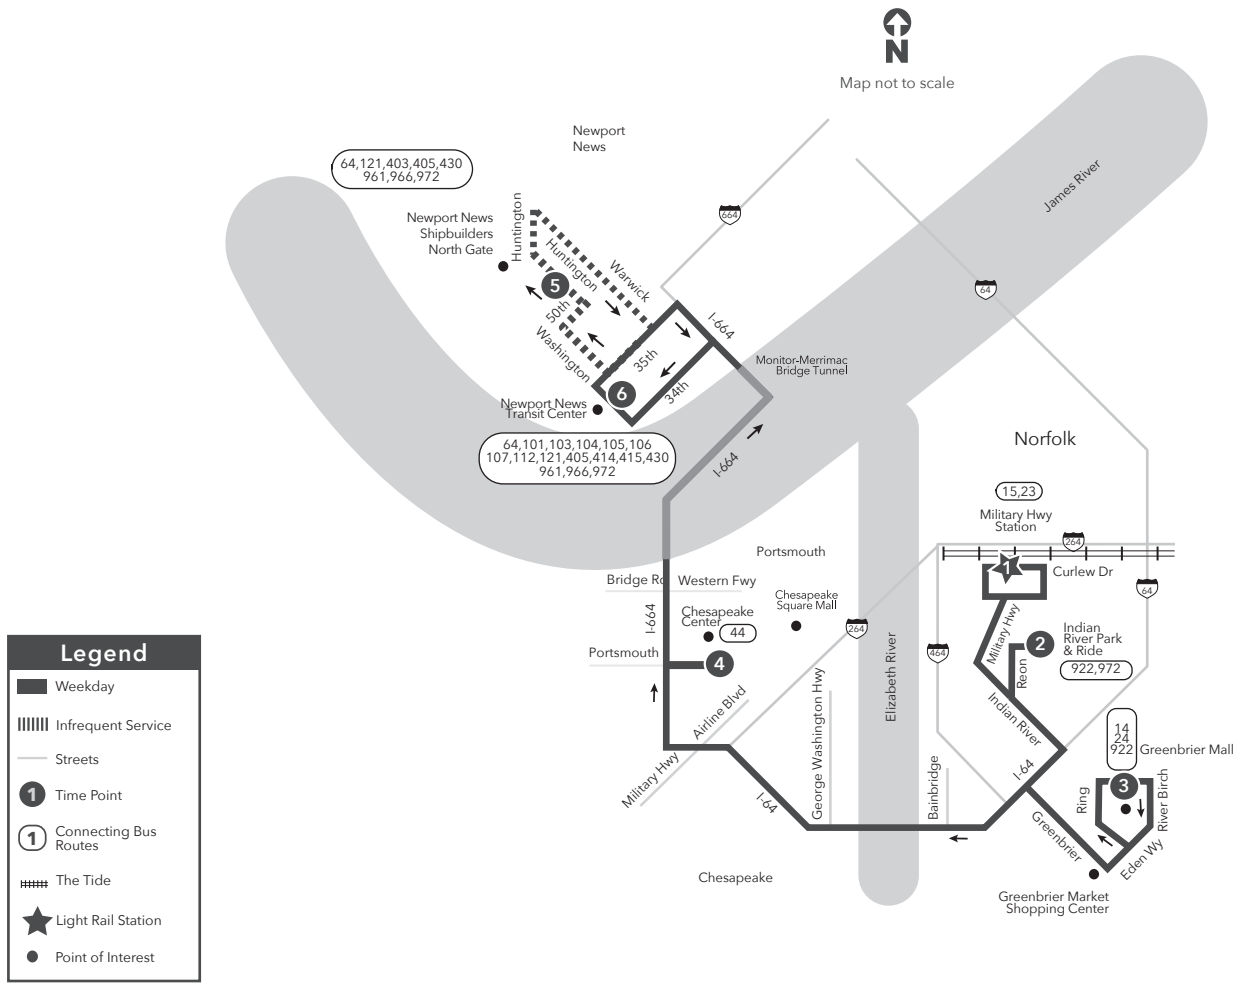 N
Map not to scale
Newport
News
64,121,403,405,430
961,966,972
Newport News
Shipbuilders
North Gate
Huntington
Huntington
Warwick
5
50th
Washington
664
James River
64
I-664
35th
34th
6
Monitor-Merrimac
Bridge Tunnel
Newport News
Transit Center
64,101,103,104,105,106
107,112,121,405,414,415,430
961,966,972
I-664
Norfolk
15,23
Military Hwy
Station
264
1
Curlew Dr
64
Portsmouth
Bridge Rd
Western Fwy
I-664
Chesapeake
Center
44
Chesapeake
Square Mall
264
464
Portsmouth
4
Military Hwy
2
Indian
River Park
& Ride
922,972
Reon
Indian River
Elizabeth River
George Washington Hwy
Airline Blvd
Military Hwy
I-64
Bainbridge
I-64
14
24
922
Greenbrier Mall
3
Ring
River Birch
Greenbrier
Eden Wy
Greenbrier Market
Shopping Center
Chesapeake
Legend
Weekday
Infrequent Service
Streets
1
Time Point
1
Connecting Bus
Routes
The Tide
Light Rail Station
Point of Interest